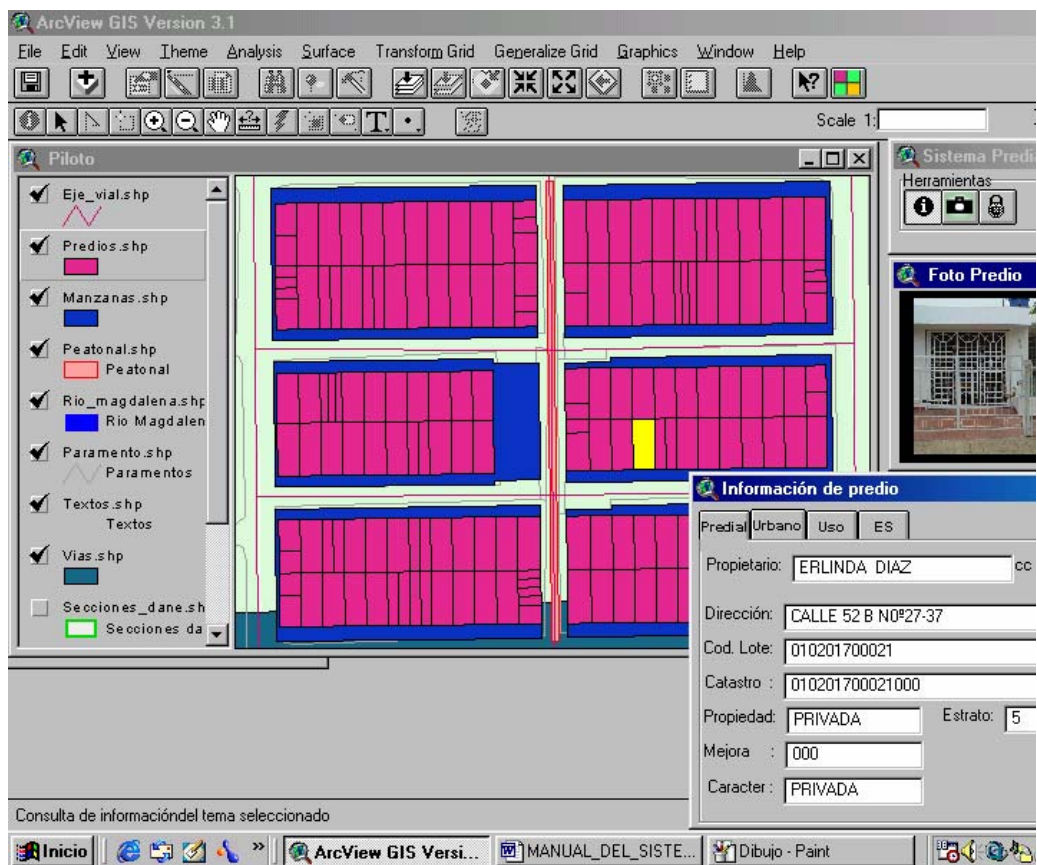 ArcView GIS Version 3.1
File Edit View Theme Analysis Surface Transform Grid Generalize Grid Graphics Window Help
Scale 1:
Piloto
Eje_vial.shp
Predios.shp
Manzanas.shp
Peatonal.shp
Peatonal
Rio_magdalena.shp
Rio Magdalen
Paramento.shp
Paramentos
Textos.shp
Textos
Vias.shp
Secciones_dane.sh
Secciones da
Sistema Predi
Herramientas
Foto Predio
Información de predio
Predial Urbano Uso ES
Propietario: ERLINDA DIAZ cc
Dirección: CALLE 52 B N0º27-37
Cod. Lote: 010201700021
Catastro : 010201700021000
Propiedad: PRIVADA Estrato: 5
Mejora : 000
Caracter : PRIVADA
Consulta de informacióndel tema seleccionado
Inicio » ArcView GIS Versi... MANUAL_DEL_SISTE... Dibujo - Paint